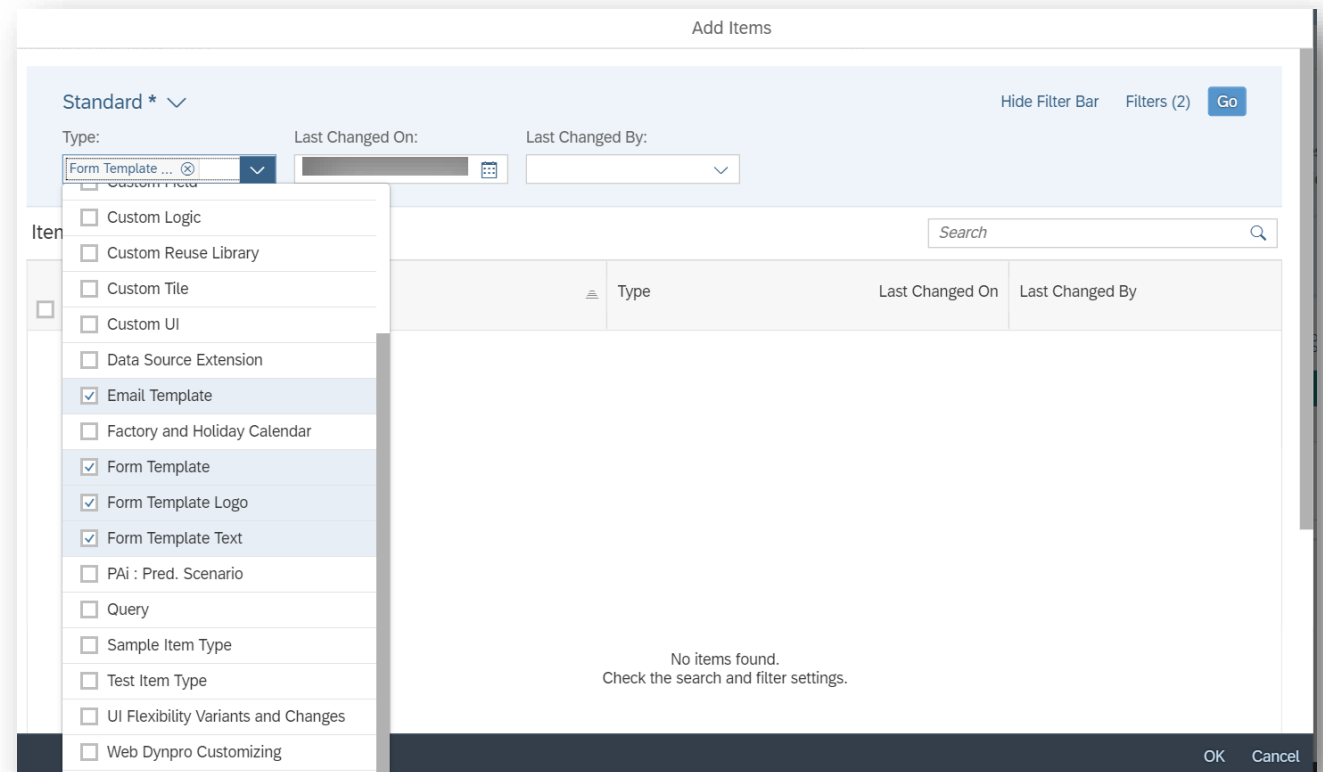 Add Items
Standard *
Hide Filter Bar
Filters (2)
Go
Type:
Last Changed On:
Last Changed By:
Form Template ...
Custom Field
Custom Logic
Custom Reuse Library
Custom Tile
Custom UI
Data Source Extension
Email Template
Factory and Holiday Calendar
Form Template
Form Template Logo
Form Template Text
PAi : Pred. Scenario
Query
Sample Item Type
Test Item Type
UI Flexibility Variants and Changes
Web Dynpro Customizing
Search
Type
Last Changed On
Last Changed By
No items found.
Check the search and filter settings.
OK
Cancel